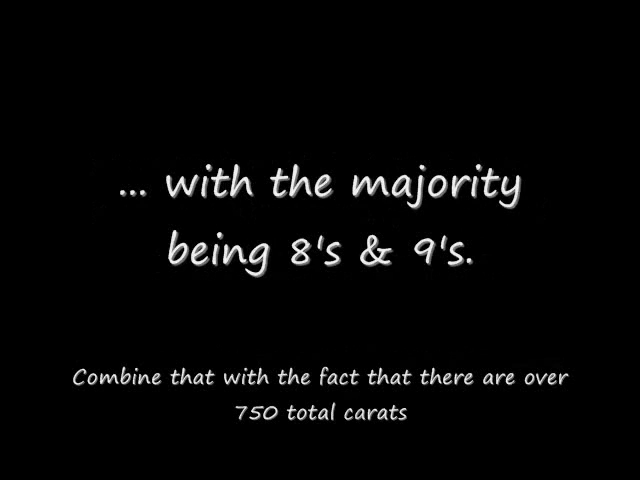 ... with the majority
being 8's & 9's.
Combine that with the fact that there are over
750 total carats